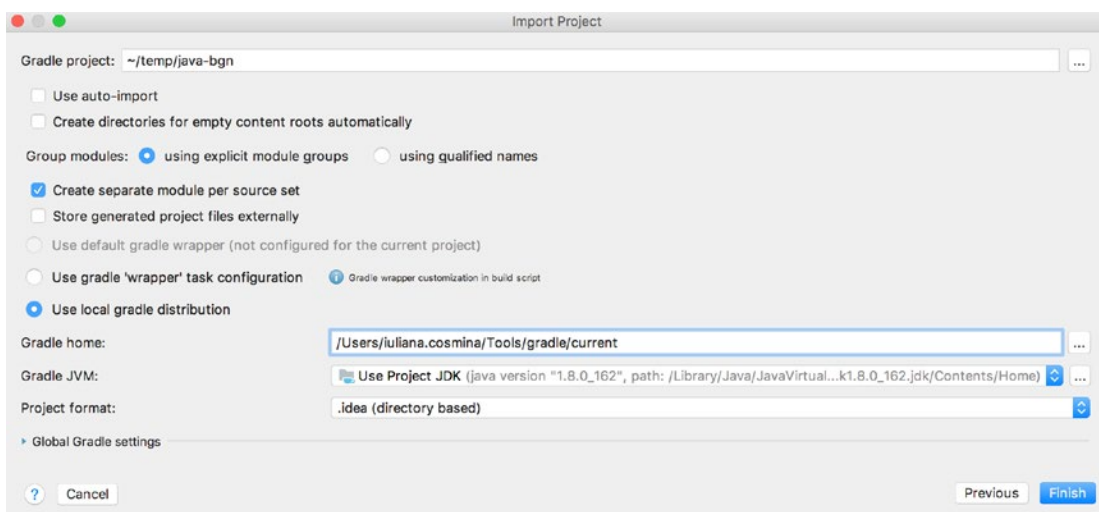 Import Project
Gradle project: ~/temp/java-bgn ...
Use auto-import
Create directories for empty content roots automatically
Group modules: using explicit module groups using qualified names
Create separate module per source set
Store generated project files externally
Use default gradle wrapper (not configured for the current project)
Use gradle 'wrapper' task configuration Gradle wrapper customization in build script
Use local gradle distribution
Gradle home: /Users/iuliana.cosmina/Tools/gradle/current ...
Gradle JVM: Use Project JDK (java version "1.8.0_162", path: /Library/Java/JavaVirtual...k1.8.0_162.jdk/Contents/Home) ...
Project format: .idea (directory based)
Global Gradle settings
? Cancel Previous Finish